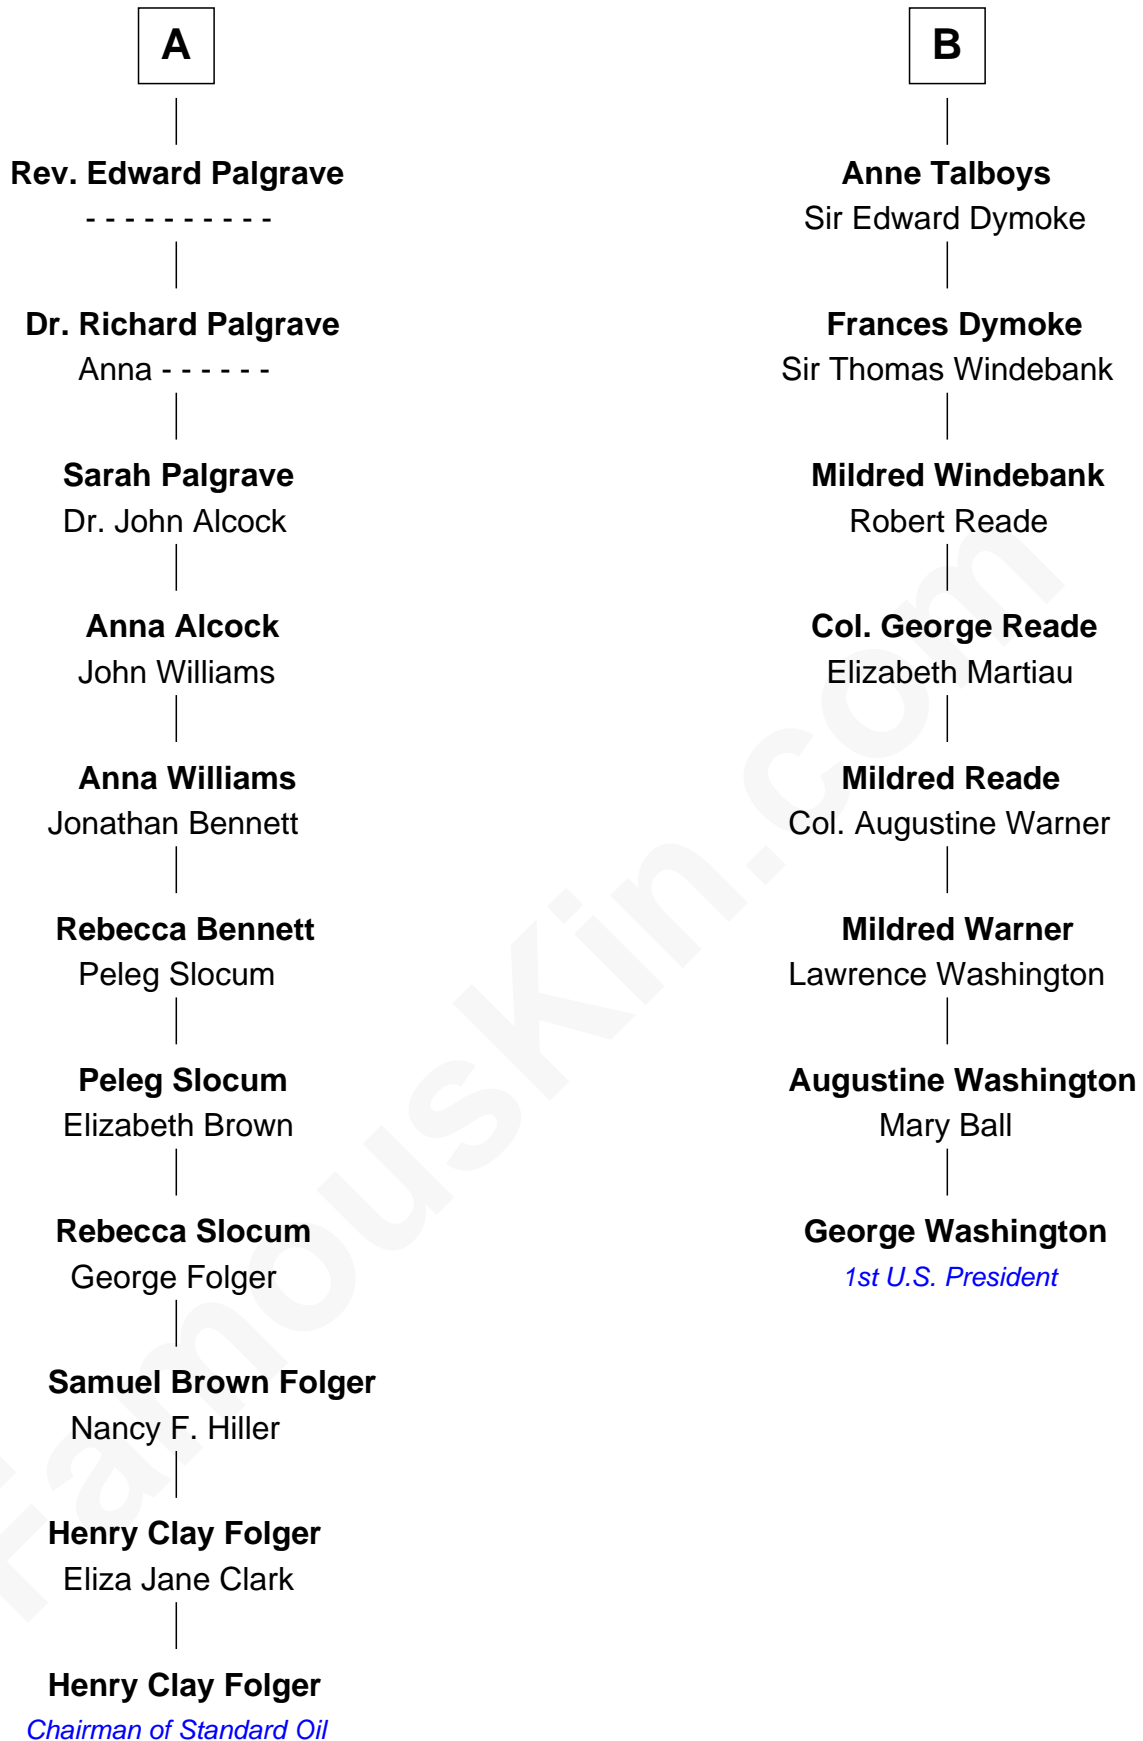 A
Rev. Edward Palgrave
- - - - - - - - - -
Dr. Richard Palgrave
Anna - - - - - -
Sarah Palgrave
Dr. John Alcock
Anna Alcock
John Williams
Anna Williams
Jonathan Bennett
Rebecca Bennett
Peleg Slocum
Peleg Slocum
Elizabeth Brown
Rebecca Slocum
George Folger
Samuel Brown Folger
Nancy F. Hiller
Henry Clay Folger
Eliza Jane Clark
Henry Clay Folger
Chairman of Standard Oil
B
Anne Talboys
Sir Edward Dymoke
Frances Dymoke
Sir Thomas Windebank
Mildred Windebank
Robert Reade
Col. George Reade
Elizabeth Martiau
Mildred Reade
Col. Augustine Warner
Mildred Warner
Lawrence Washington
Augustine Washington
Mary Ball
George Washington
1st U.S. President
FamousKin.com